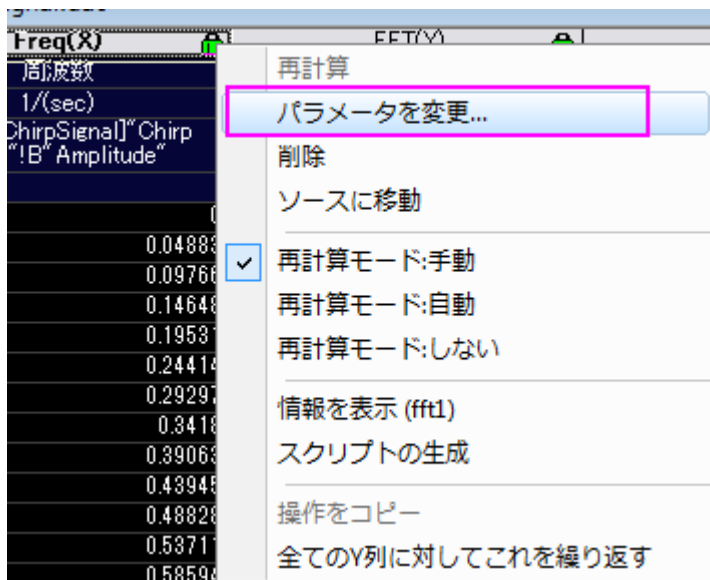 Freq(X) FFT(Y)
周波数
1/(sec)
ChirpSignal]"Chirp
"!B"Amplitude"
0
0.04883
0.09766
0.14648
0.19531
0.24414
0.29297
0.3418
0.39063
0.43945
0.48828
0.53711
0.58594
再計算
パラメータを変更...
削除
ソースに移動
再計算モード:手動
再計算モード:自動
再計算モード:しない
情報を表示 (fft1)
スクリプトの生成
操作をコピー
全てのY列に対してこれを繰り返す